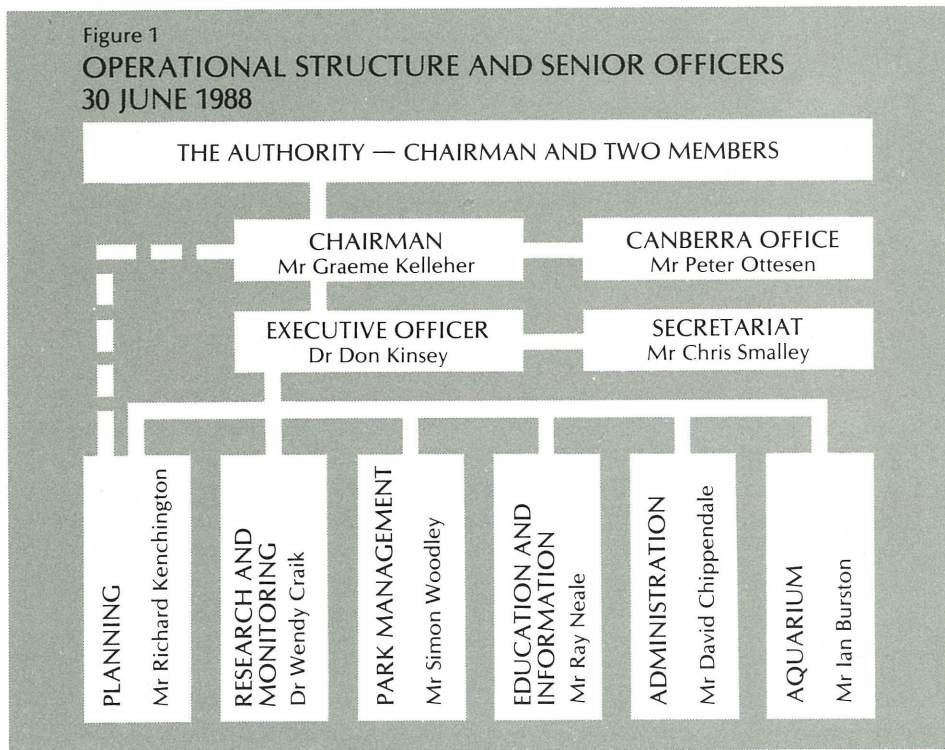 Figure 1
OPERATIONAL STRUCTURE AND SENIOR OFFICERS
30 JUNE 1988
THE AUTHORITY — CHAIRMAN AND TWO MEMBERS
CHAIRMAN
Mr Graeme Kelleher
CANBERRA OFFICE
Mr Peter Ottesen
EXECUTIVE OFFICER
Dr Don Kinsey
SECRETARIAT
Mr Chris Smalley
PLANNING
Mr Richard Kenchington
RESEARCH AND
MONITORING
Dr Wendy Craik
PARK MANAGEMENT
Mr Simon Woodley
EDUCATION AND
INFORMATION
Mr Ray Neale
ADMINISTRATION
Mr David Chippendale
AQUARIUM
Mr Ian Burston